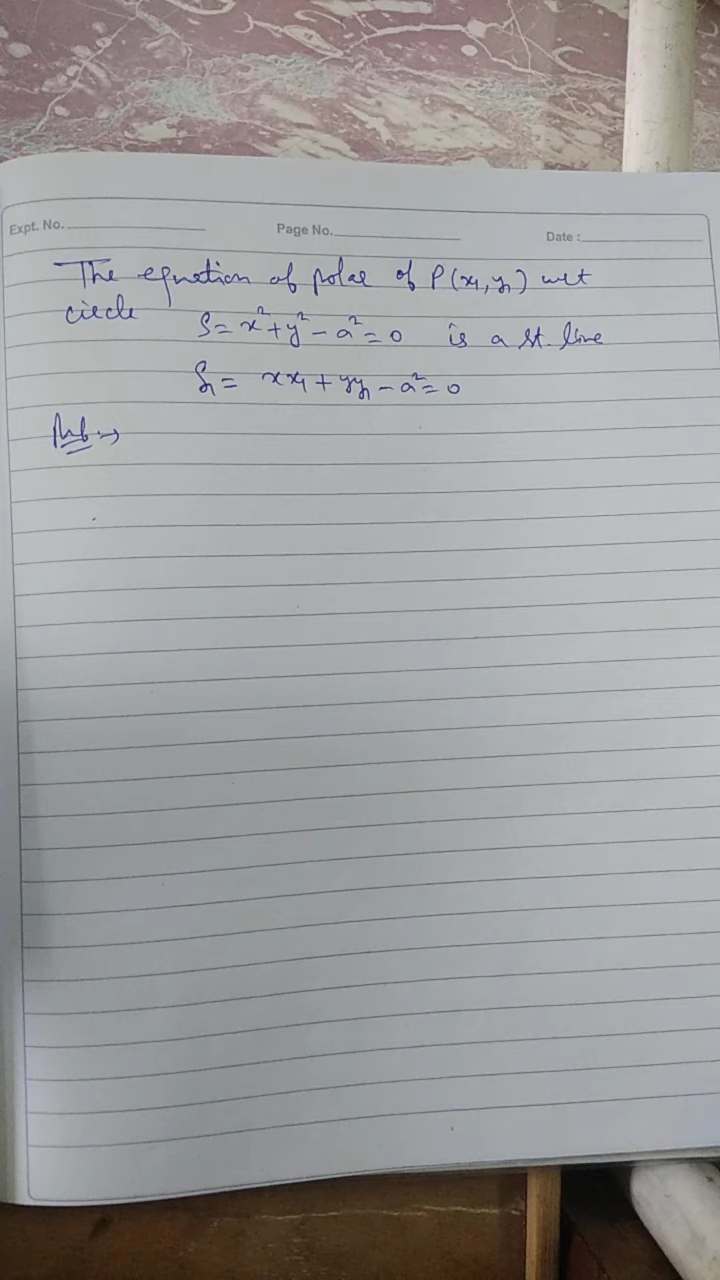 Expt. No. Page No. Date :
The equation of polar of P(x₁, y₁) wrt
circle S = x² + y² - a² = 0 is a st. line
S₁ = xx₁ + yy₁ - a² = 0